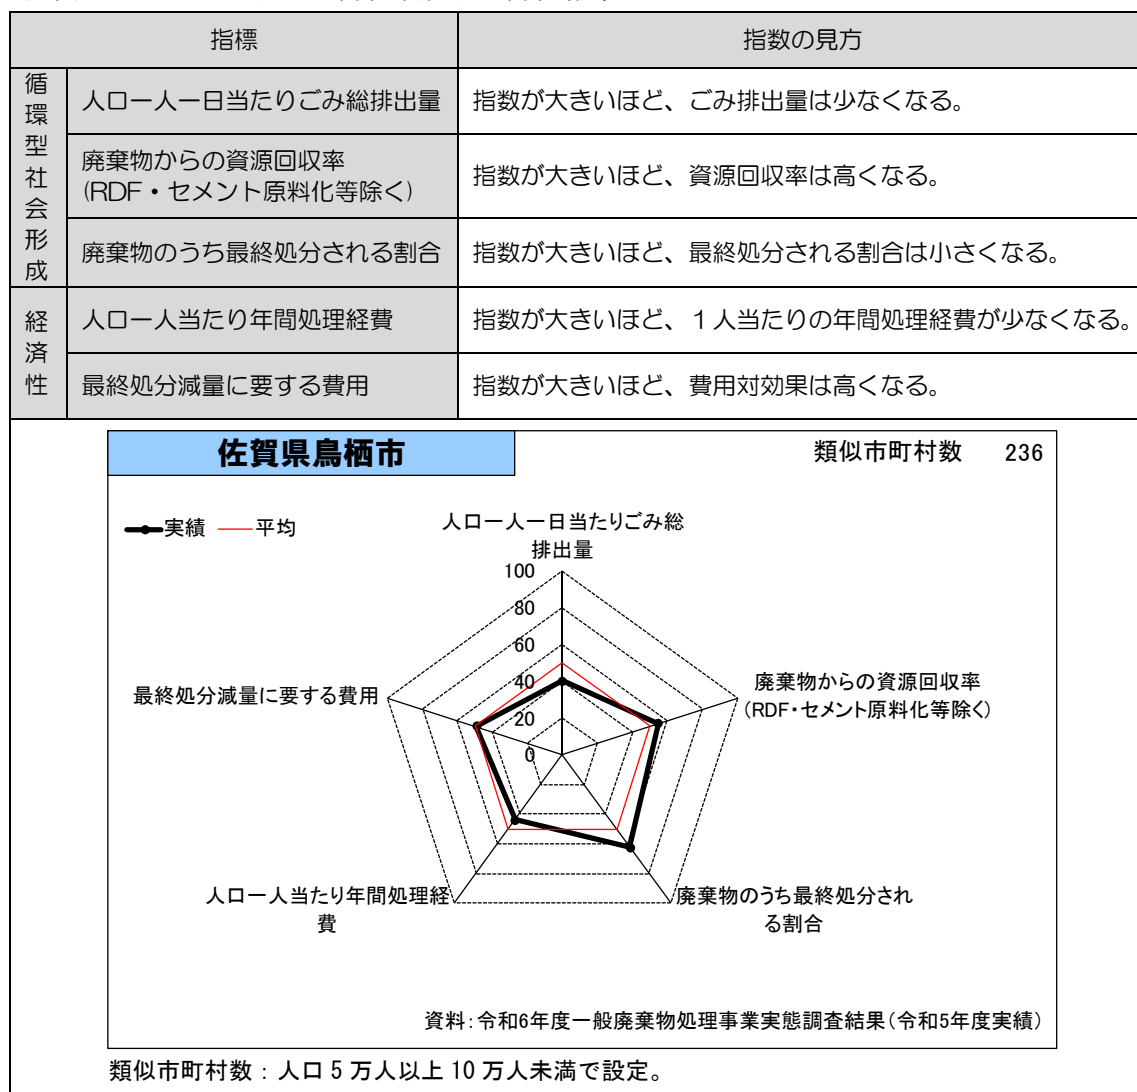 指標
指数の見方
循環型社会形成
人口一人一日当たりごみ総排出量
指数が大きいほど、ごみ排出量は少なくなる。
廃棄物からの資源回収率
(RDF・セメント原料化等除く)
指数が大きいほど、資源回収率は高くなる。
廃棄物のうち最終処分される割合
指数が大きいほど、最終処分される割合は小さくなる。
経済性
人口一人当たり年間処理経費
指数が大きいほど、1人当たりの年間処理経費が少なくなる。
最終処分減量に要する費用
指数が大きいほど、費用対効果は高くなる。
佐賀県鳥栖市
類似市町村数 236
実績 平均
人口一人一日当たりごみ総
排出量
100
80
60
40
20
0
廃棄物からの資源回収率
(RDF・セメント原料化等除く)
最終処分減量に要する費用
人口一人当たり年間処理経
費
廃棄物のうち最終処分され
る割合
資料:令和6年度一般廃棄物処理事業実態調査結果(令和5年度実績)
類似市町村数:人口5万人以上10万人未満で設定。